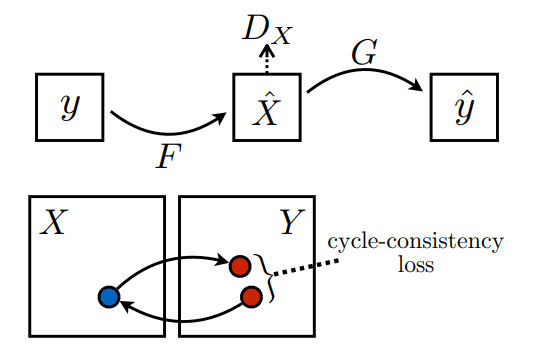 D_X
G
y
X̂
ŷ
F
X
Y
cycle-consistency
loss